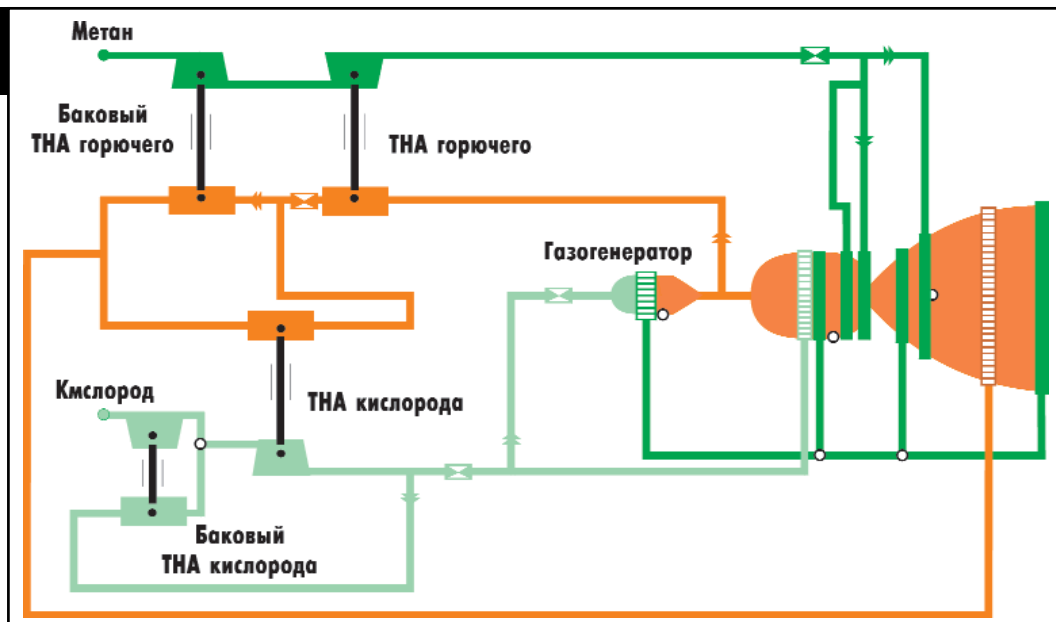 Метан
Баковый
ТНА горючего
ТНА горючего
Газогенератор
Кмслород
ТНА кислорода
Баковый
ТНА кислорода